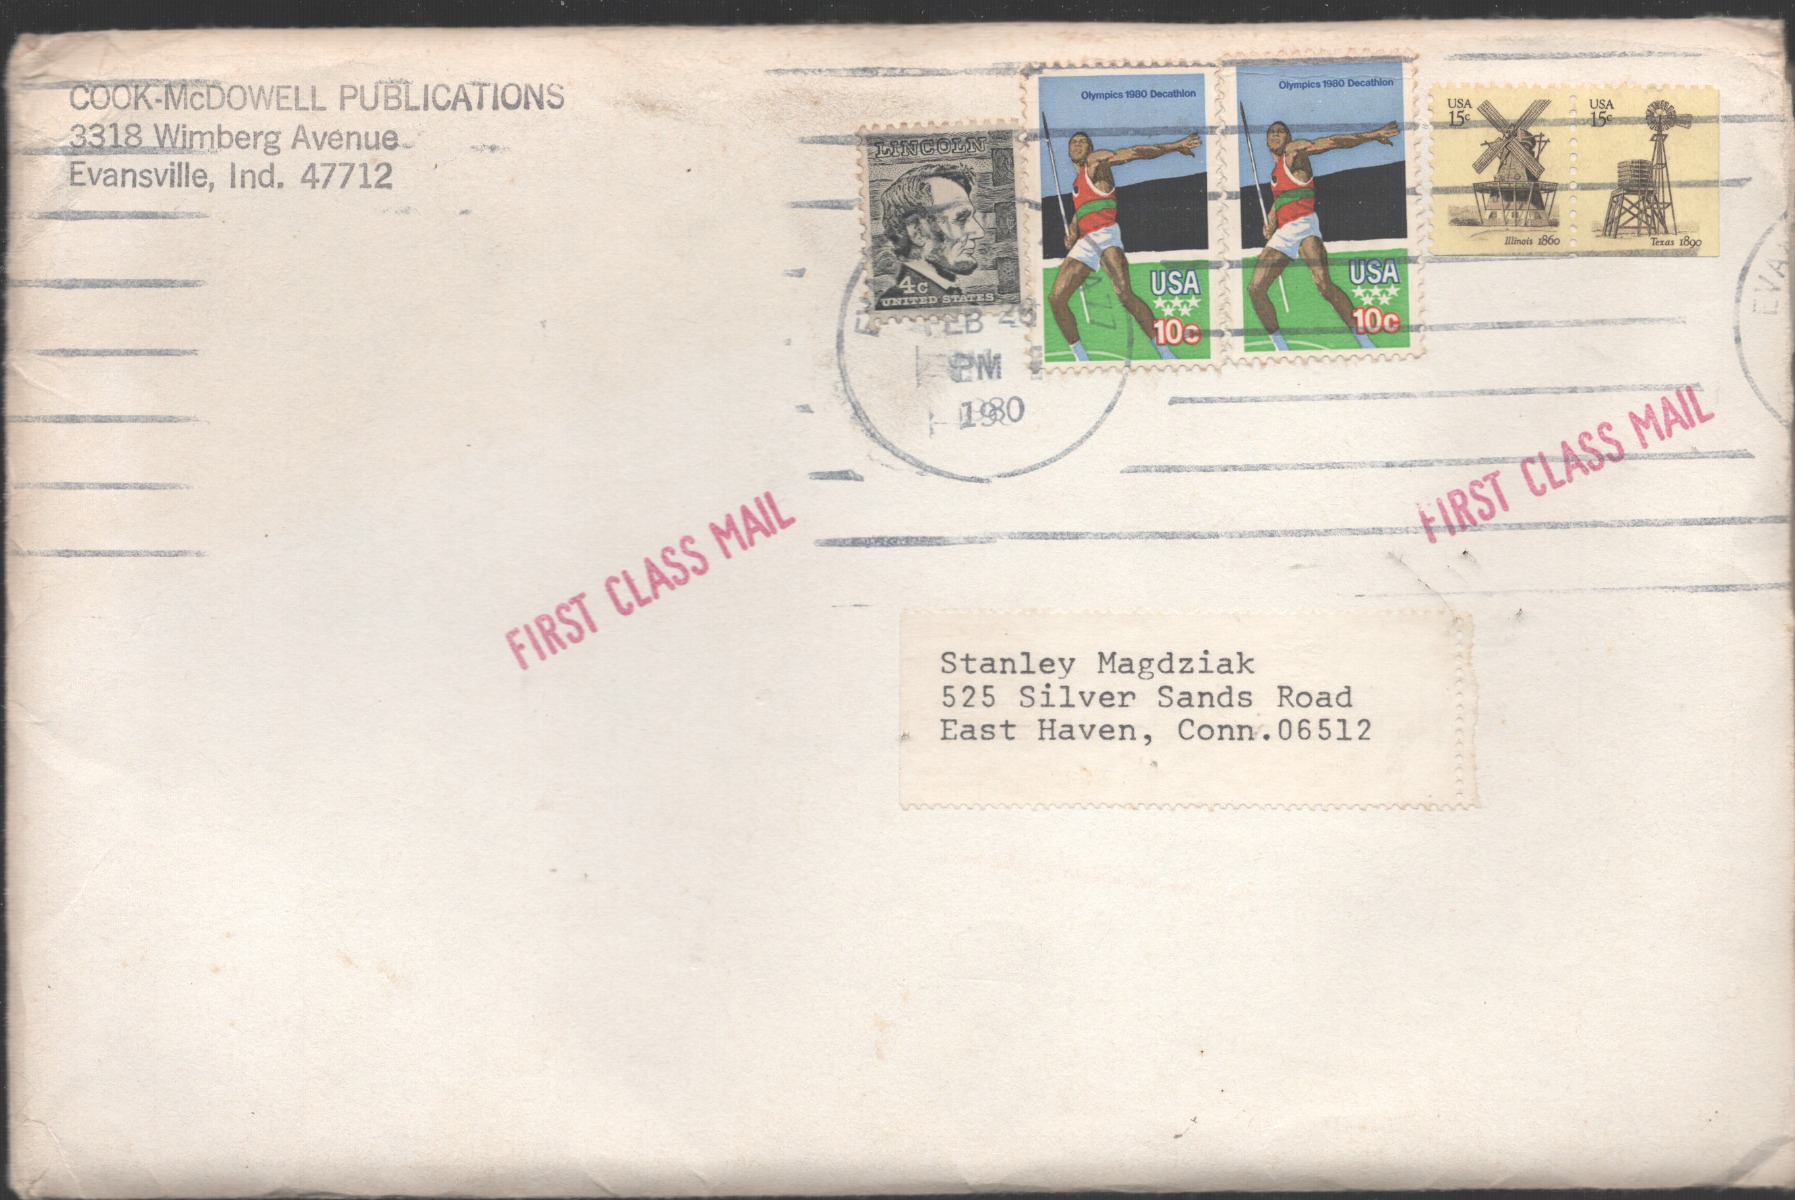 COOK-McDOWELL PUBLICATIONS
3318 Wimberg Avenue
Evansville, Ind. 47712
LINCOLN
4c
UNITED STATES
Olympics 1980 Decathlon
USA
10c
Olympics 1980 Decathlon
USA
10c
USA
15c
Illinois 1860
USA
15c
Texas 1890
FEB
PM
1980
FIRST CLASS MAIL
FIRST CLASS MAIL
Stanley Magdziak
525 Silver Sands Road
East Haven, Conn.06512